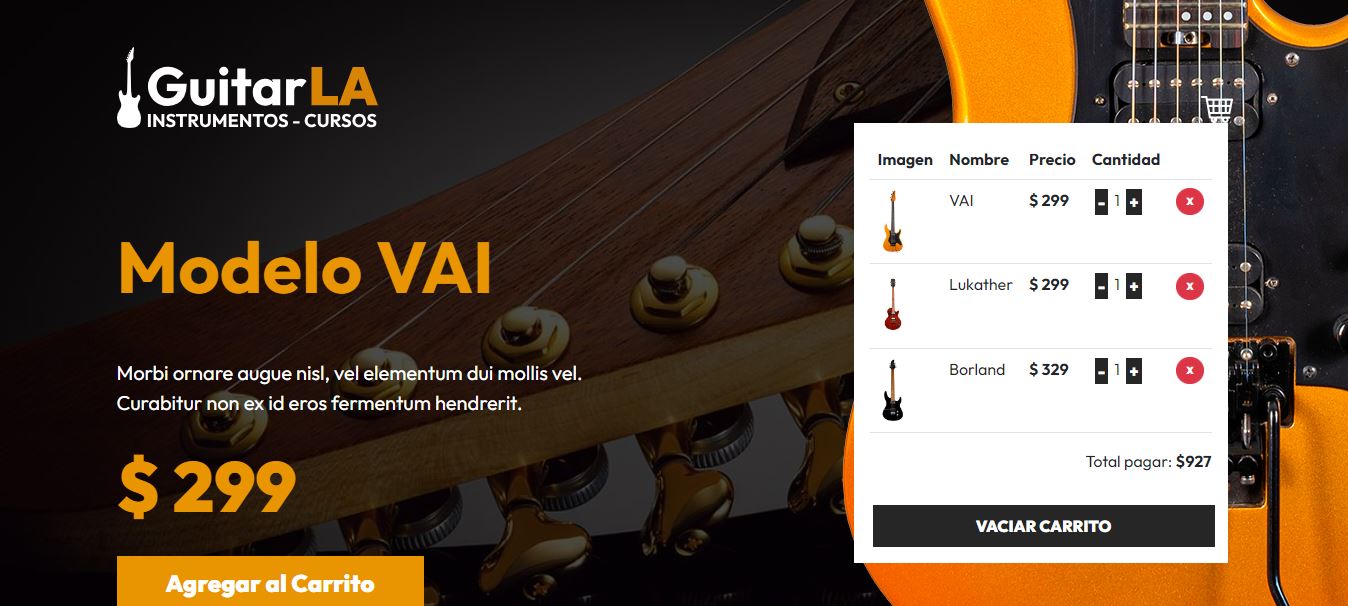 GuitarLA
INSTRUMENTOS - CURSOS
Modelo VAI
Morbi ornare augue nisl, vel elementum dui mollis vel.
Curabitur non ex id eros fermentum hendrerit.
$ 299
Agregar al Carrito
Imagen Nombre Precio Cantidad
VAI $ 299 - 1 + x
Lukather $ 299 - 1 + x
Borland $ 329 - 1 + x
Total pagar: $927
VACIAR CARRITO